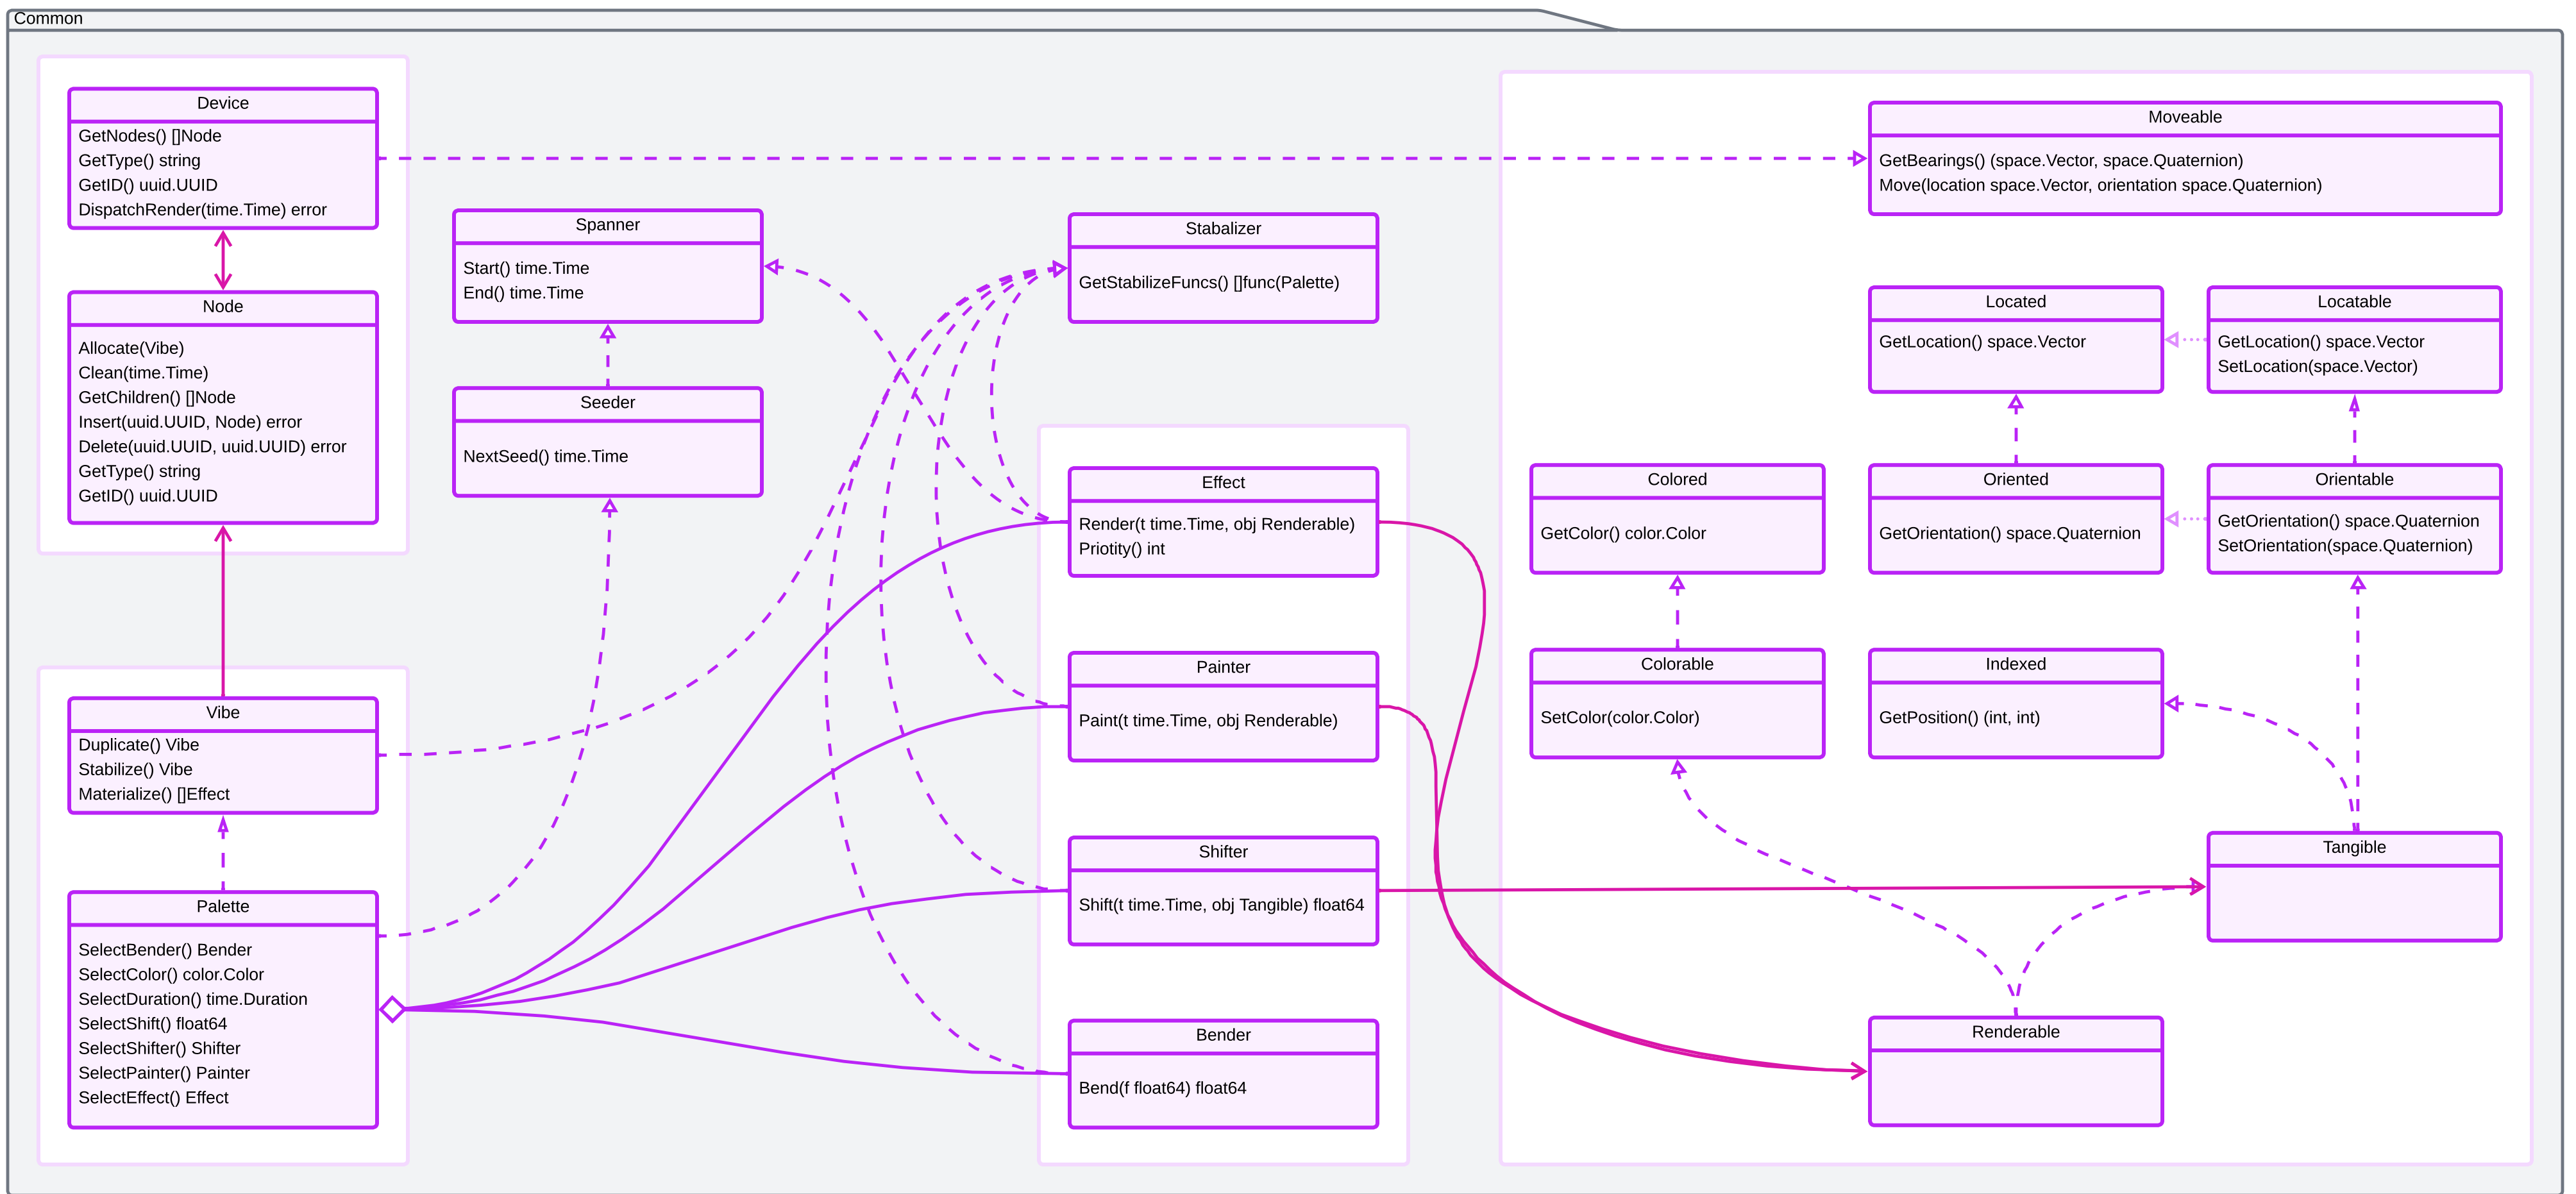 Common
Device
GetNodes() []Node
GetType() string
GetID() uuid.UUID
DispatchRender(time.Time) error
Node
Allocate(Vibe)
Clean(time.Time)
GetChildren() []Node
Insert(uuid.UUID, Node) error
Delete(uuid.UUID, uuid.UUID) error
GetType() string
GetID() uuid.UUID
Vibe
Duplicate() Vibe
Stabilize() Vibe
Materialize() []Effect
Palette
SelectBender() Bender
SelectColor() color.Color
SelectDuration() time.Duration
SelectShift() float64
SelectShifter() Shifter
SelectPainter() Painter
SelectEffect() Effect
Spanner
Start() time.Time
End() time.Time
Seeder
NextSeed() time.Time
Stabalizer
GetStabilizeFuncs() []func(Palette)
Effect
Render(t time.Time, obj Renderable)
Priotity() int
Painter
Paint(t time.Time, obj Renderable)
Shifter
Shift(t time.Time, obj Tangible) float64
Bender
Bend(f float64) float64
Moveable
GetBearings() (space.Vector, space.Quaternion)
Move(location space.Vector, orientation space.Quaternion)
Located
GetLocation() space.Vector
Locatable
GetLocation() space.Vector
SetLocation(space.Vector)
Colored
GetColor() color.Color
Oriented
GetOrientation() space.Quaternion
Orientable
GetOrientation() space.Quaternion
SetOrientation(space.Quaternion)
Colorable
SetColor(color.Color)
Indexed
GetPosition() (int, int)
Tangible
Renderable